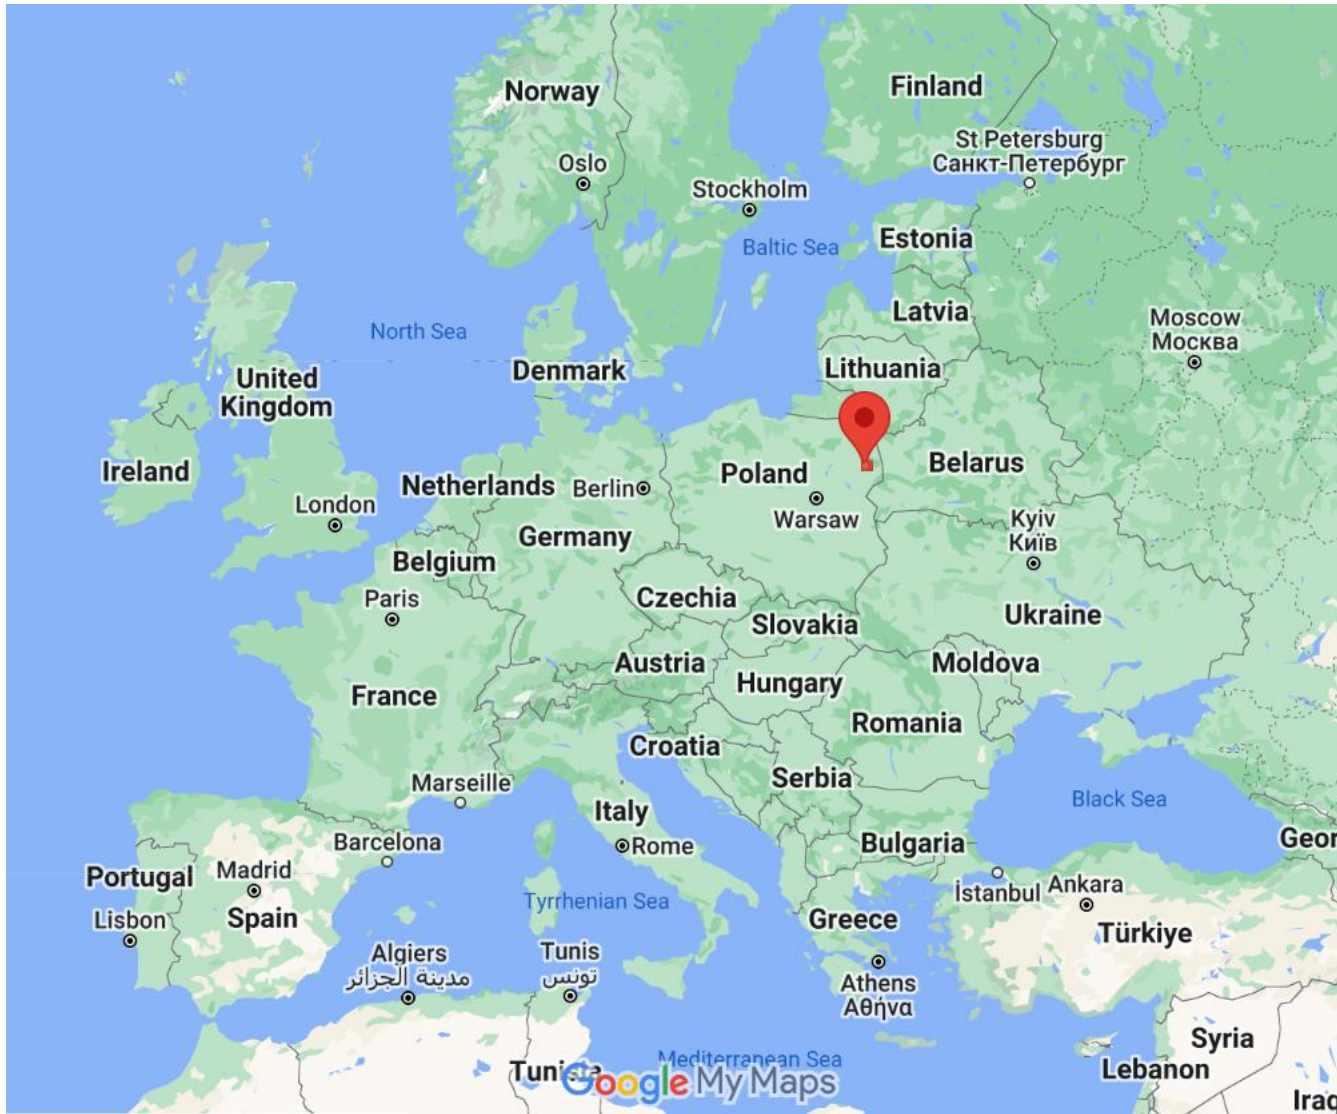 Norway
Finland
St Petersburg
Санкт-Петербург
Oslo
Stockholm
Baltic Sea
Estonia
North Sea
Latvia
Moscow
Москва
United
Kingdom
Denmark
Lithuania
Ireland
Netherlands
Berlin
Poland
Belarus
London
Warsaw
Kyiv
Київ
Germany
Belgium
Paris
Czechia
Slovakia
Ukraine
Austria
Moldova
France
Hungary
Romania
Croatia
Marseille
Serbia
Black Sea
Italy
Barcelona
Rome
Bulgaria
Geor
Portugal
Madrid
İstanbul
Ankara
Lisbon
Spain
Tyrrhenian Sea
Greece
Türkiye
Algiers
مدينة الجزائر
Tunis
تونس
Athens
Αθήνα
Syria
Mediterranean Sea
Lebanon
Tunisia
Google My Maps
Iraq